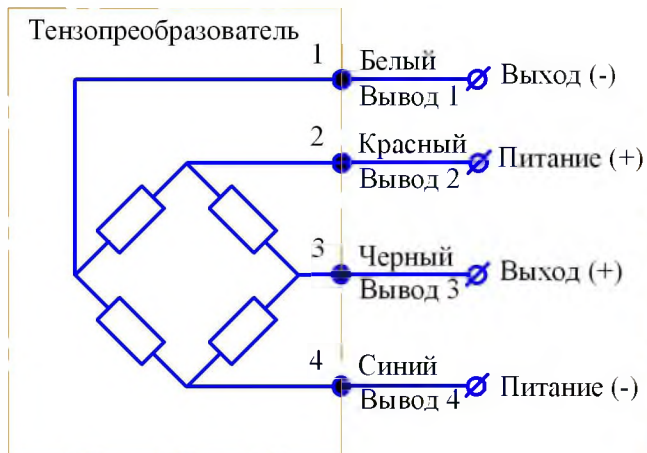 Тензопреобразователь
1 Белый Выход (-)
Вывод 1
2 Красный Питание (+)
Вывод 2
3 Черный Выход (+)
Вывод 3
4 Синий Питание (-)
Вывод 4